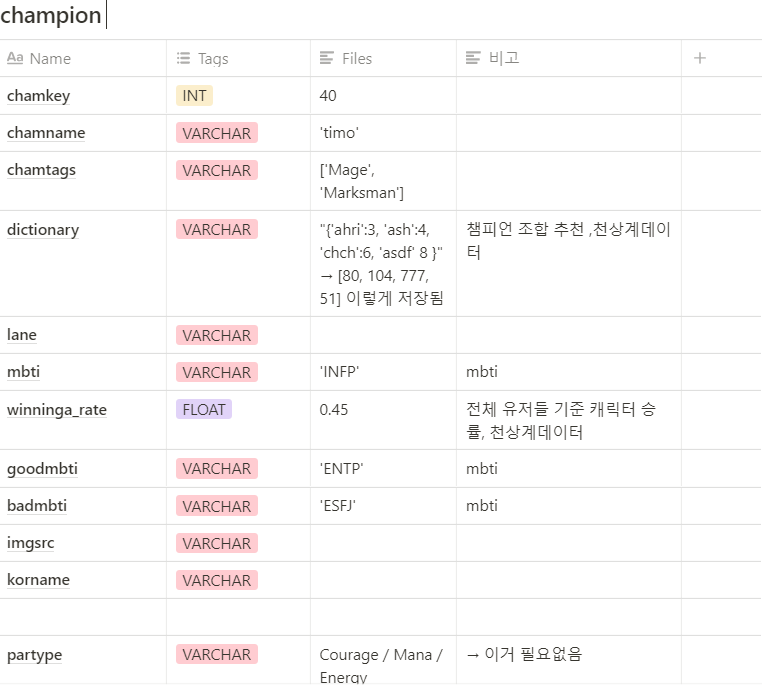 champion
Aa Name Tags Files 비고
chamkey INT 40
chamname VARCHAR 'timo'
chamtags VARCHAR ['Mage',
'Marksman']
dictionary VARCHAR "{'ahri':3, 'ash':4, 챔피언 조합 추천 ,천상계데이
'chch':6, 'asdf' 8 }" 터
→ [80, 104, 777,
51] 이렇게 저장됨
lane VARCHAR
mbti VARCHAR 'INFP' mbti
winninga_rate FLOAT 0.45 전체 유저들 기준 캐릭터 승
률, 천상계데이터
goodmbti VARCHAR 'ENTP' mbti
badmbti VARCHAR 'ESFJ' mbti
imgsrc VARCHAR
korname VARCHAR
partype VARCHAR Courage / Mana / → 이거 필요없음
Energy